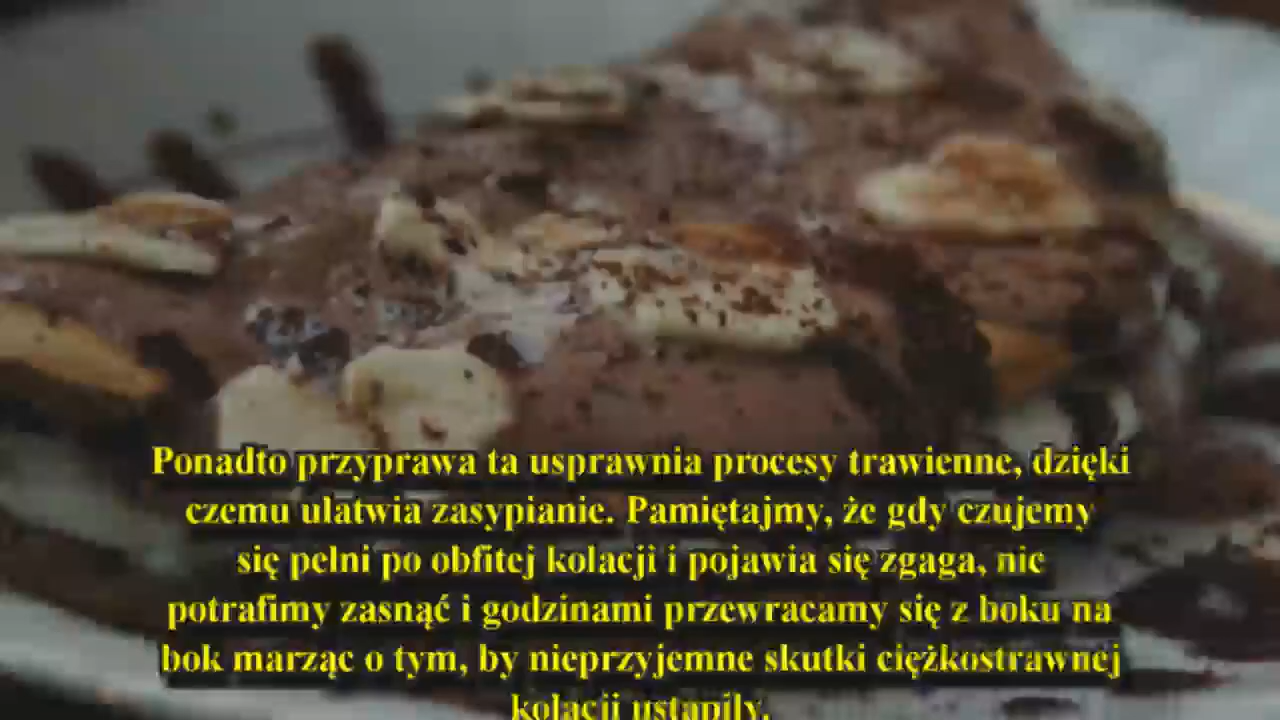 Ponadto przyprawa ta usprawnia procesy trawienne, dzięki
czemu ułatwia zasypianie. Pamiętajmy, że gdy czujemy
się pełni po obfitej kolacji i pojawia się zgaga, nie
potrafimy zasnąć i godzinami przewracamy się z boku na
bok marząc o tym, by nieprzyjemne skutki ciężkostrawnej
kolacji ustąpiły.